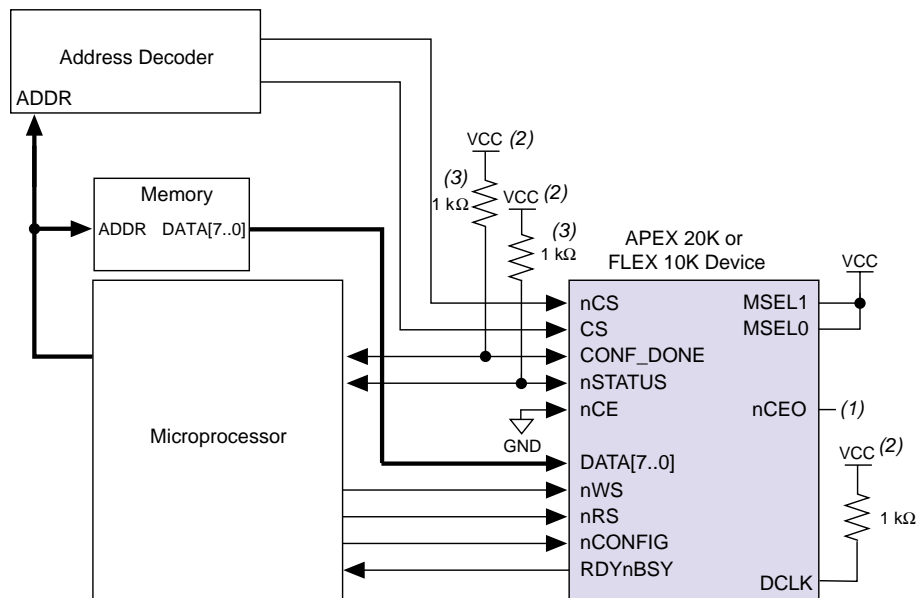 Address Decoder
ADDR
VCC (2)
(3)
1 kΩ
VCC (2)
(3)
1 kΩ
Memory
ADDR DATA[7..0]
APEX 20K or
FLEX 10K Device
VCC
nCS MSEL1
CS MSEL0
CONF_DONE
nSTATUS
nCE nCEO (1)
GND
Microprocessor
DATA[7..0]
VCC (2)
nWS
nRS
1 kΩ
nCONFIG
RDYnBSY
DCLK